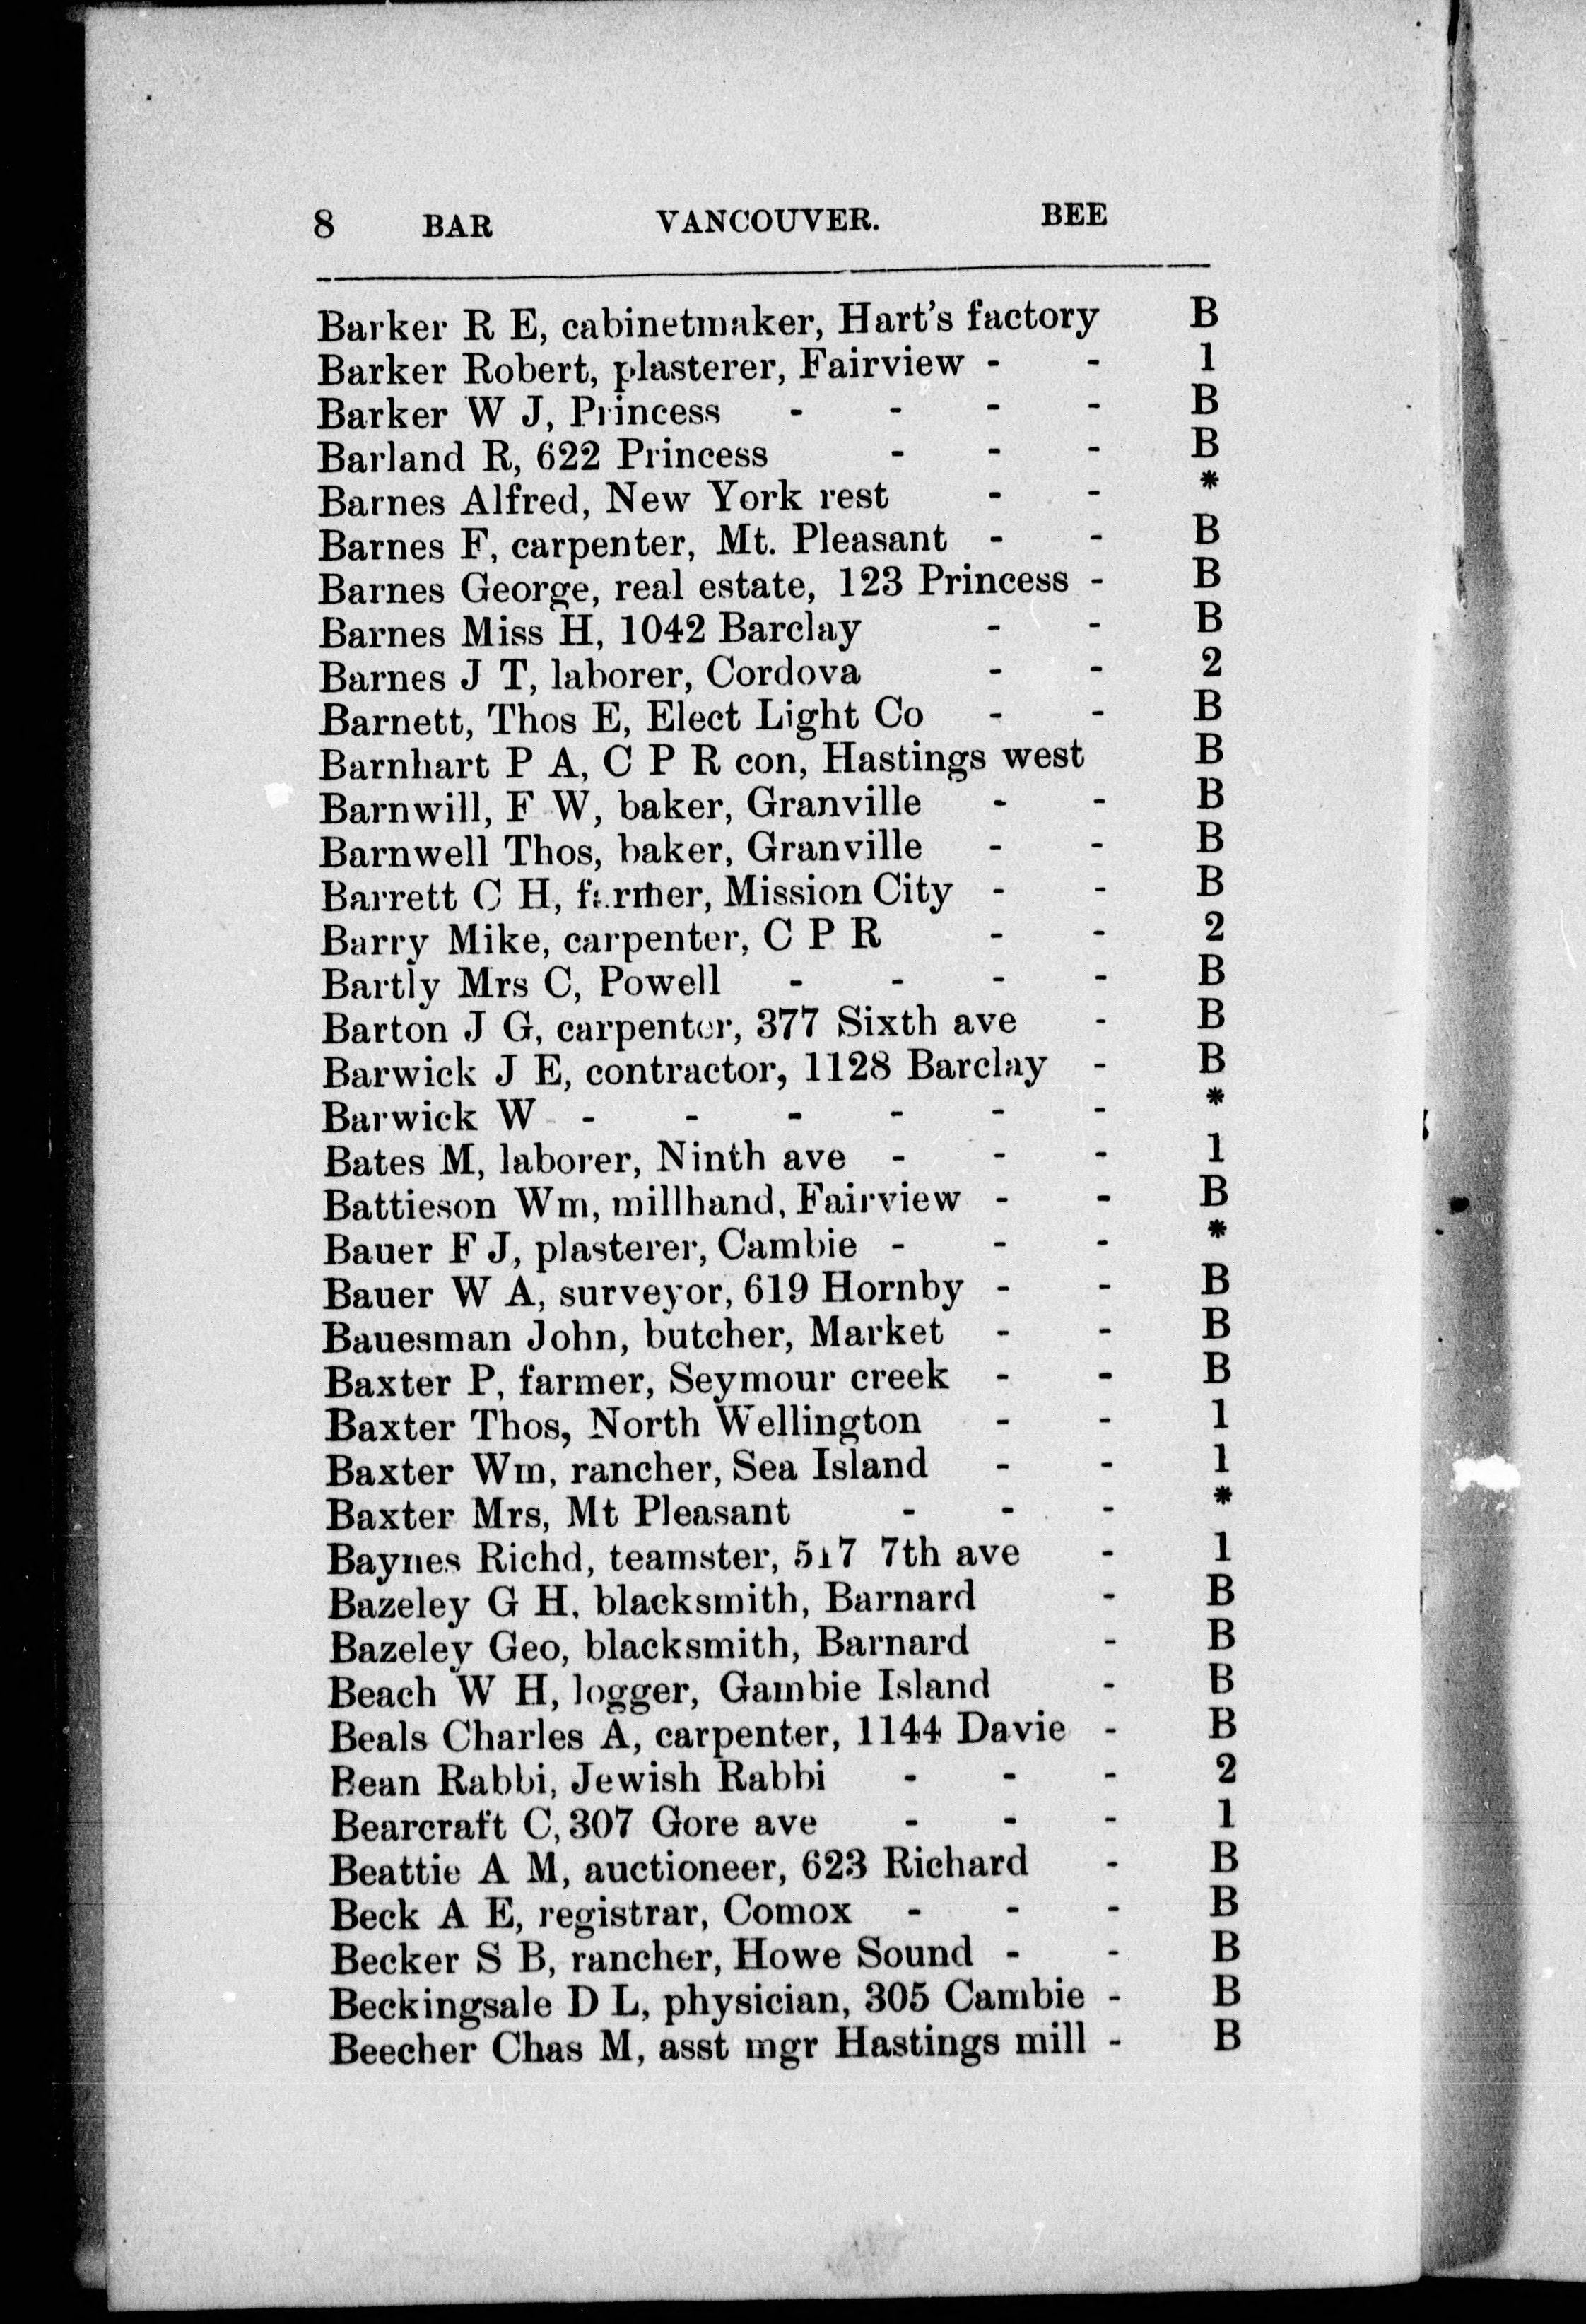 8 BAR VANCOUVER. BEE
Barker R E, cabinetmaker, Hart's factory B
Barker Robert, plasterer, Fairview - - 1
Barker W J, Princess - - - - B
Barland R, 622 Princess - - - B
Barnes Alfred, New York rest - - *
Barnes F, carpenter, Mt. Pleasant - - B
Barnes George, real estate, 123 Princess - B
Barnes Miss H, 1042 Barclay - - B
Barnes J T, laborer, Cordova - - 2
Barnett, Thos E, Elect Light Co - - B
Barnhart P A, C P R con, Hastings west B
Barnwill, F W, baker, Granville - - B
Barnwell Thos, baker, Granville - - B
Barrett C H, farmer, Mission City - - B
Barry Mike, carpenter, C P R - - 2
Bartly Mrs C, Powell - - - - B
Barton J G, carpenter, 377 Sixth ave - B
Barwick J E, contractor, 1128 Barclay - B
Barwick W - - - - - - *
Bates M, laborer, Ninth ave - - - 1
Battieson Wm, millhand, Fairview - - B
Bauer F J, plasterer, Cambie - - - *
Bauer W A, surveyor, 619 Hornby - - B
Bauesman John, butcher, Market - - B
Baxter P, farmer, Seymour creek - - B
Baxter Thos, North Wellington - - 1
Baxter Wm, rancher, Sea Island - - 1
Baxter Mrs, Mt Pleasant - - - *
Baynes Richd, teamster, 517 7th ave - 1
Bazeley G H, blacksmith, Barnard - B
Bazeley Geo, blacksmith, Barnard - B
Beach W H, logger, Gambie Island - B
Beals Charles A, carpenter, 1144 Davie - B
Bean Rabbi, Jewish Rabbi - - - 2
Bearcraft C, 307 Gore ave - - - 1
Beattie A M, auctioneer, 623 Richard - B
Beck A E, registrar, Comox - - - B
Becker S B, rancher, Howe Sound - - B
Beckingsale D L, physician, 305 Cambie - B
Beecher Chas M, asst mgr Hastings mill - B